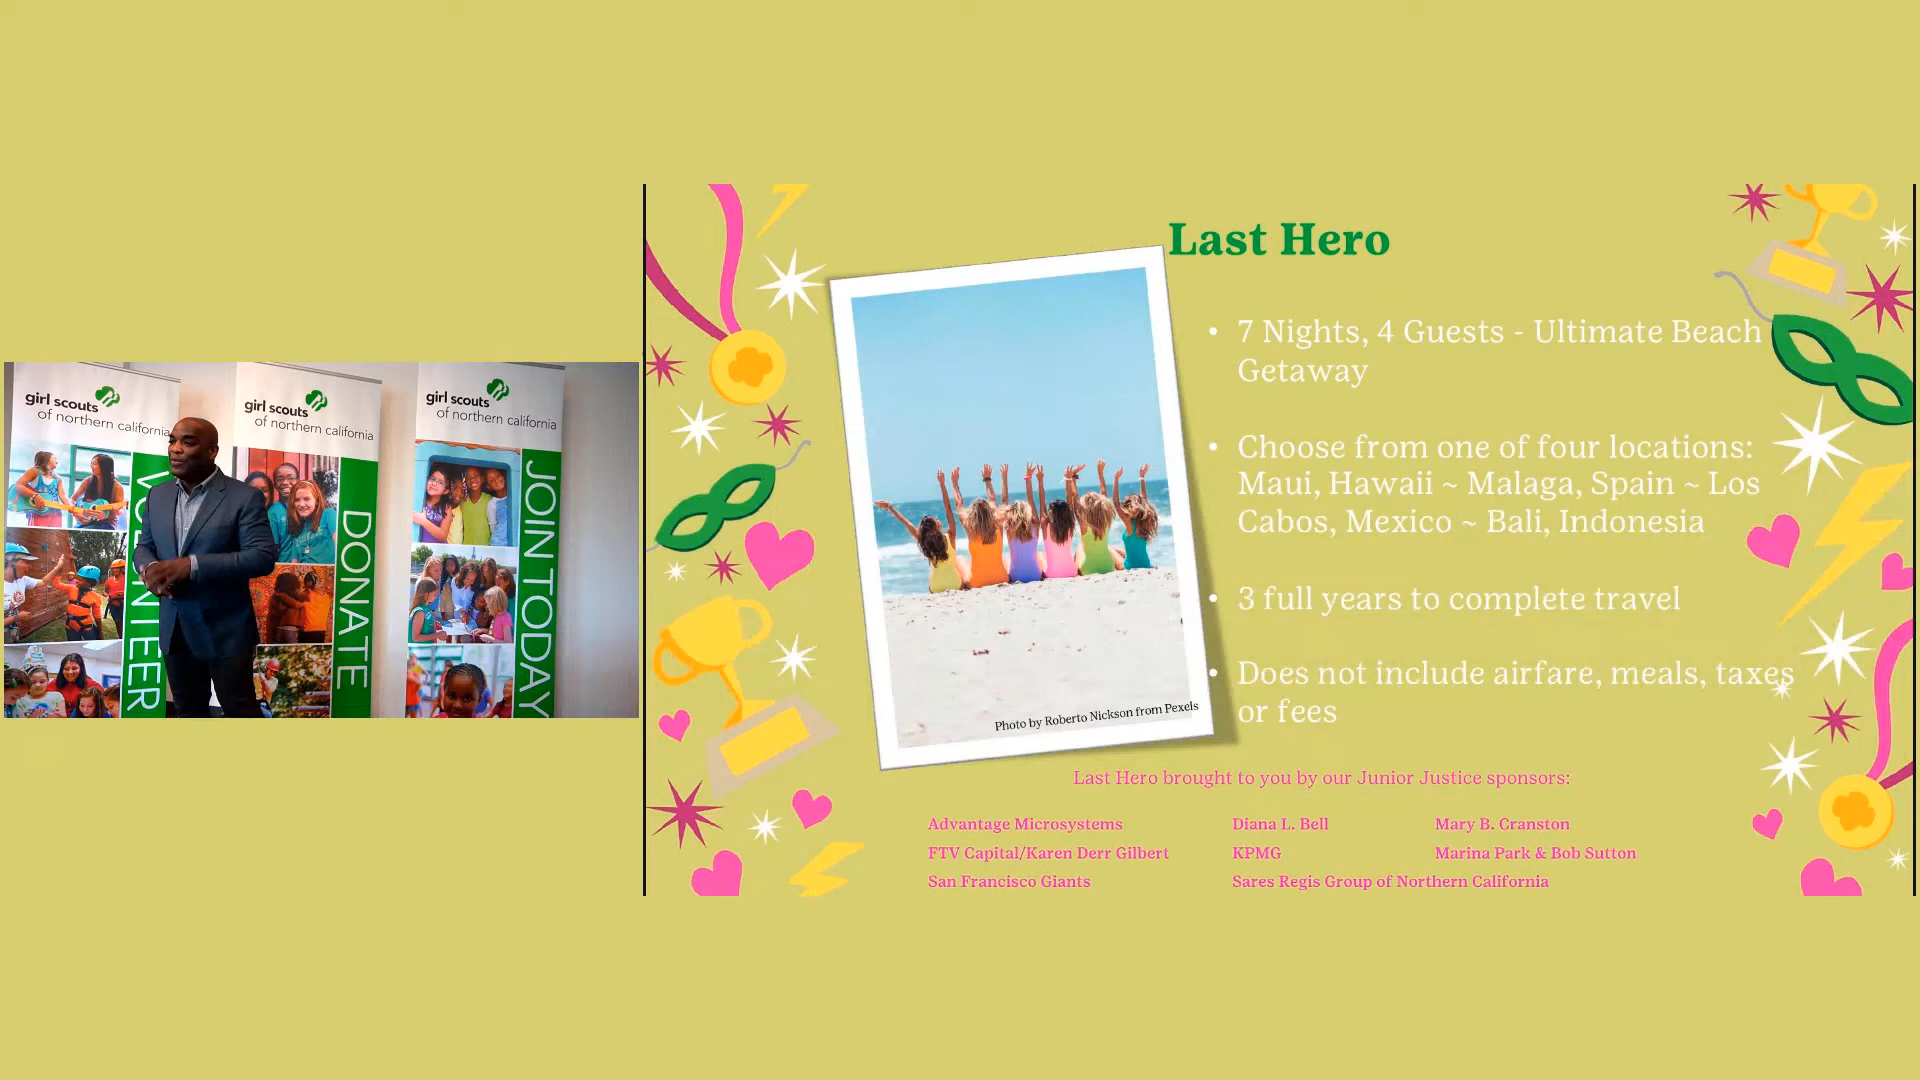 girl scouts
of northern california
VOLUNTEER
girl scouts
of northern california
DONATE
girl scouts
of northern california
JOIN TODAY
Last Hero
• 7 Nights, 4 Guests - Ultimate Beach
Getaway
• Choose from one of four locations:
Maui, Hawaii ~ Malaga, Spain ~ Los
Cabos, Mexico ~ Bali, Indonesia
• 3 full years to complete travel
• Does not include airfare, meals, taxes
or fees
Photo by Roberto Nickson from Pexels
Last Hero brought to you by our Junior Justice sponsors:
Advantage Microsystems Diana L. Bell Mary B. Cranston
FTV Capital/Karen Derr Gilbert KPMG Marina Park & Bob Sutton
San Francisco Giants Sares Regis Group of Northern California